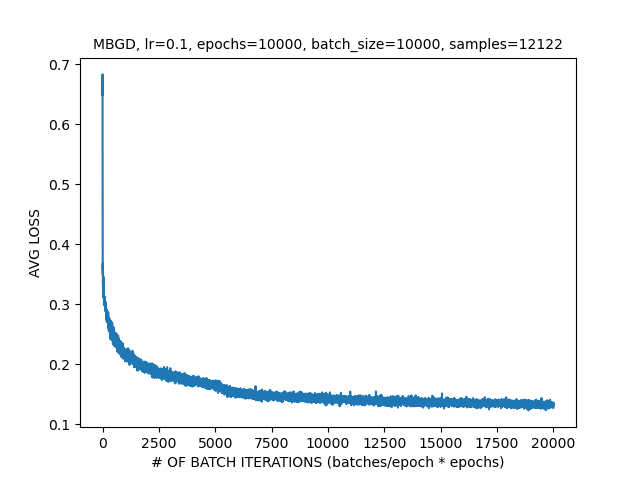 MBGD, lr=0.1, epochs=10000, batch_size=10000, samples=12122
0.7
0.6
0.5
0.4
0.3
0.2
0.1
AVG LOSS
0 2500 5000 7500 10000 12500 15000 17500 20000
# OF BATCH ITERATIONS (batches/epoch * epochs)